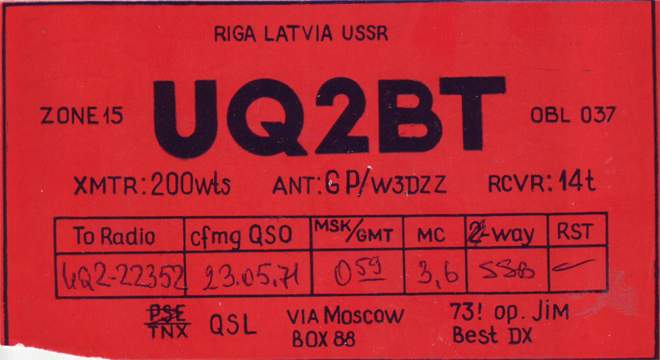 RIGA LATVIA USSR
ZONE 15 UQ2BT OBL 037
XMTR: 200wts ANT: GP/W3DZZ RCVR: 14t
To Radio cfmg QSO MSK/GMT MC 2-way RST
UQ2-22352 23.05.71 0 59 3,6 SSB
PSE
TNX QSL VIA MOSCOW 73! op. JiM
BOX 88 Best DX